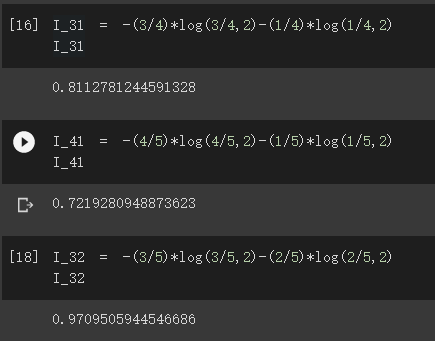 [16] I_31 = -(3/4)*log(3/4,2)-(1/4)*log(1/4,2)
I_31
0.8112781244591328
I_41 = -(4/5)*log(4/5,2)-(1/5)*log(1/5,2)
I_41
0.7219280948873623
[18] I_32 = -(3/5)*log(3/5,2)-(2/5)*log(2/5,2)
I_32
0.9709505944546686